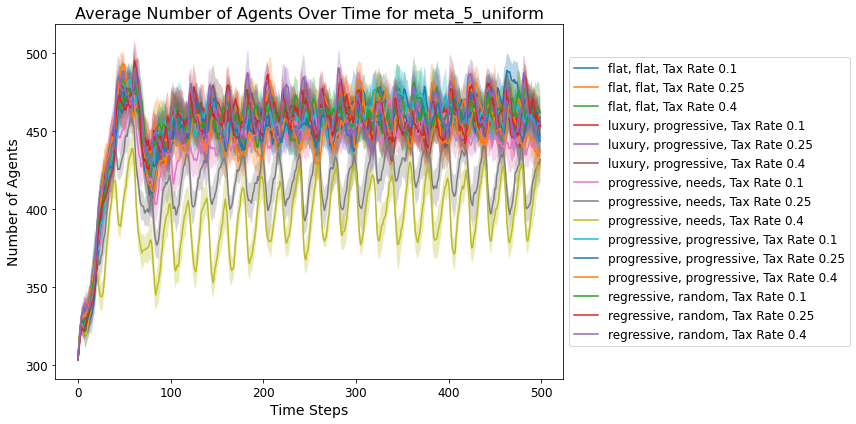 Average Number of Agents Over Time for meta_5_uniform
Number of Agents
500
450
400
350
300
0
100
200
300
400
500
Time Steps
flat, flat, Tax Rate 0.1
flat, flat, Tax Rate 0.25
flat, flat, Tax Rate 0.4
luxury, progressive, Tax Rate 0.1
luxury, progressive, Tax Rate 0.25
luxury, progressive, Tax Rate 0.4
progressive, needs, Tax Rate 0.1
progressive, needs, Tax Rate 0.25
progressive, needs, Tax Rate 0.4
progressive, progressive, Tax Rate 0.1
progressive, progressive, Tax Rate 0.25
progressive, progressive, Tax Rate 0.4
regressive, random, Tax Rate 0.1
regressive, random, Tax Rate 0.25
regressive, random, Tax Rate 0.4